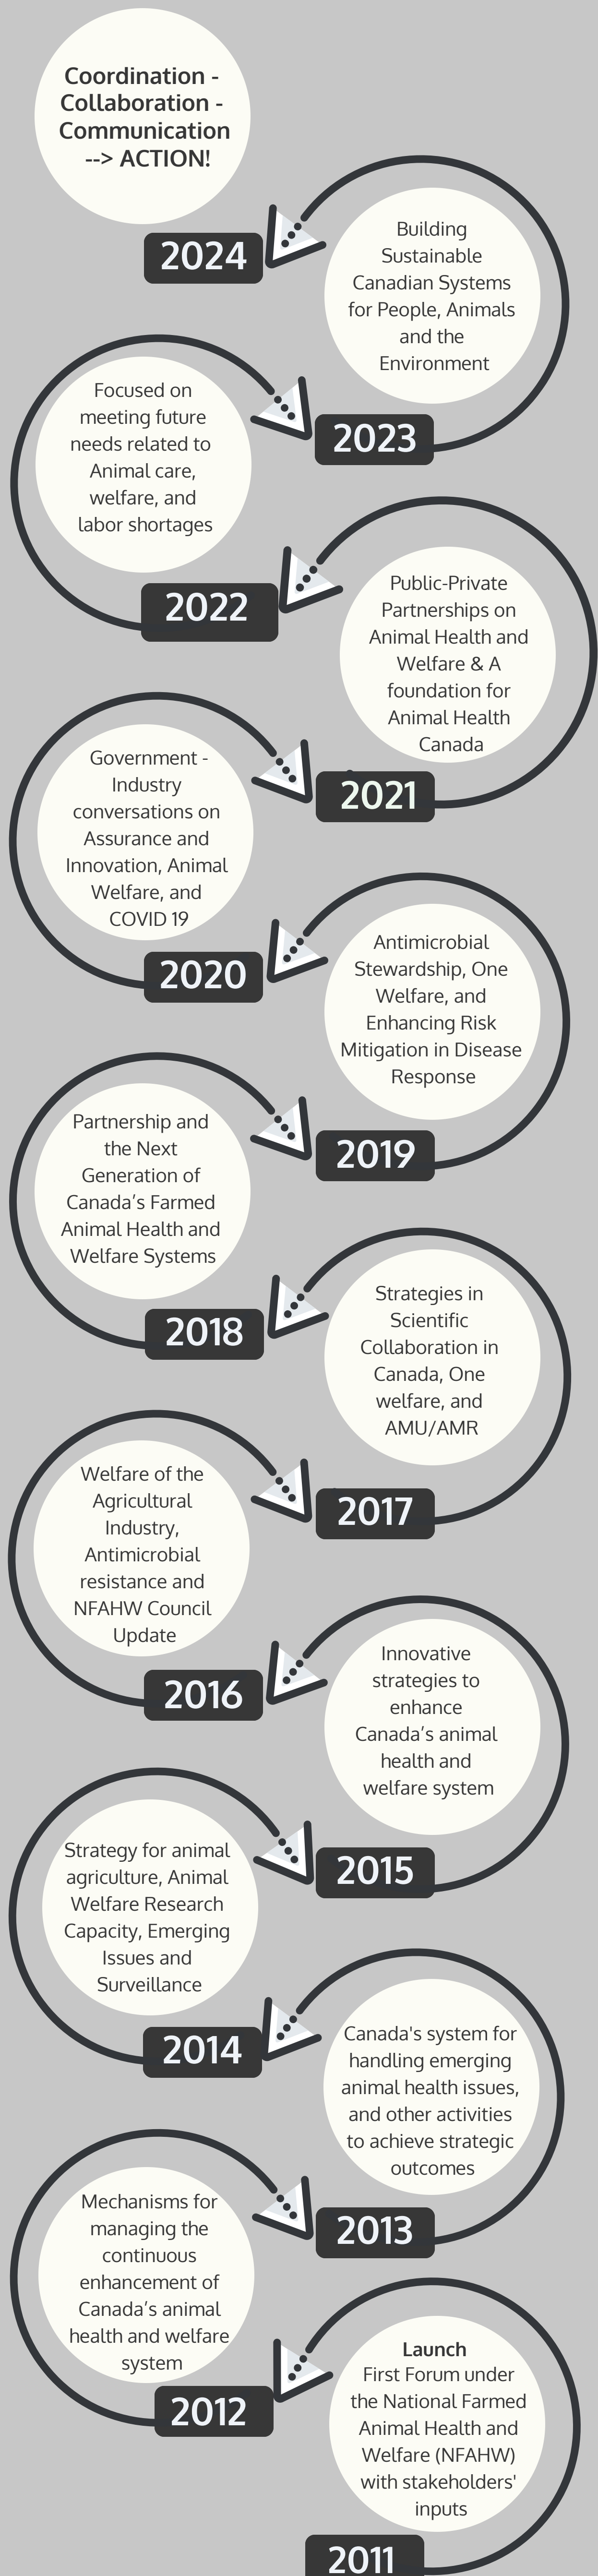 Coordination -
Collaboration -
Communication
--> ACTION!
2024
Building
Sustainable
Canadian Systems
for People, Animals
and the
Environment
2023
Focused on
meeting future
needs related to
Animal care,
welfare, and
labor shortages
2022
Public-Private
Partnerships on
Animal Health and
Welfare & A
foundation for
Animal Health
Canada
2021
Government -
Industry
conversations on
Assurance and
Innovation, Animal
Welfare, and
COVID 19
2020
Antimicrobial
Stewardship, One
Welfare, and
Enhancing Risk
Mitigation in Disease
Response
2019
Partnership and
the Next
Generation of
Canada’s Farmed
Animal Health and
Welfare Systems
2018
Strategies in
Scientific
Collaboration in
Canada, One
welfare, and
AMU/AMR
2017
Welfare of the
Agricultural
Industry,
Antimicrobial
resistance and
NFAHW Council
Update
2016
Innovative
strategies to
enhance
Canada’s animal
health and
welfare system
2015
Strategy for animal
agriculture, Animal
Welfare Research
Capacity, Emerging
Issues and
Surveillance
2014
Canada's system for
handling emerging
animal health issues,
and other activities
to achieve strategic
outcomes
2013
Mechanisms for
managing the
continuous
enhancement of
Canada’s animal
health and welfare
system
2012
Launch
First Forum under
the National Farmed
Animal Health and
Welfare (NFAHW)
with stakeholders'
inputs
2011